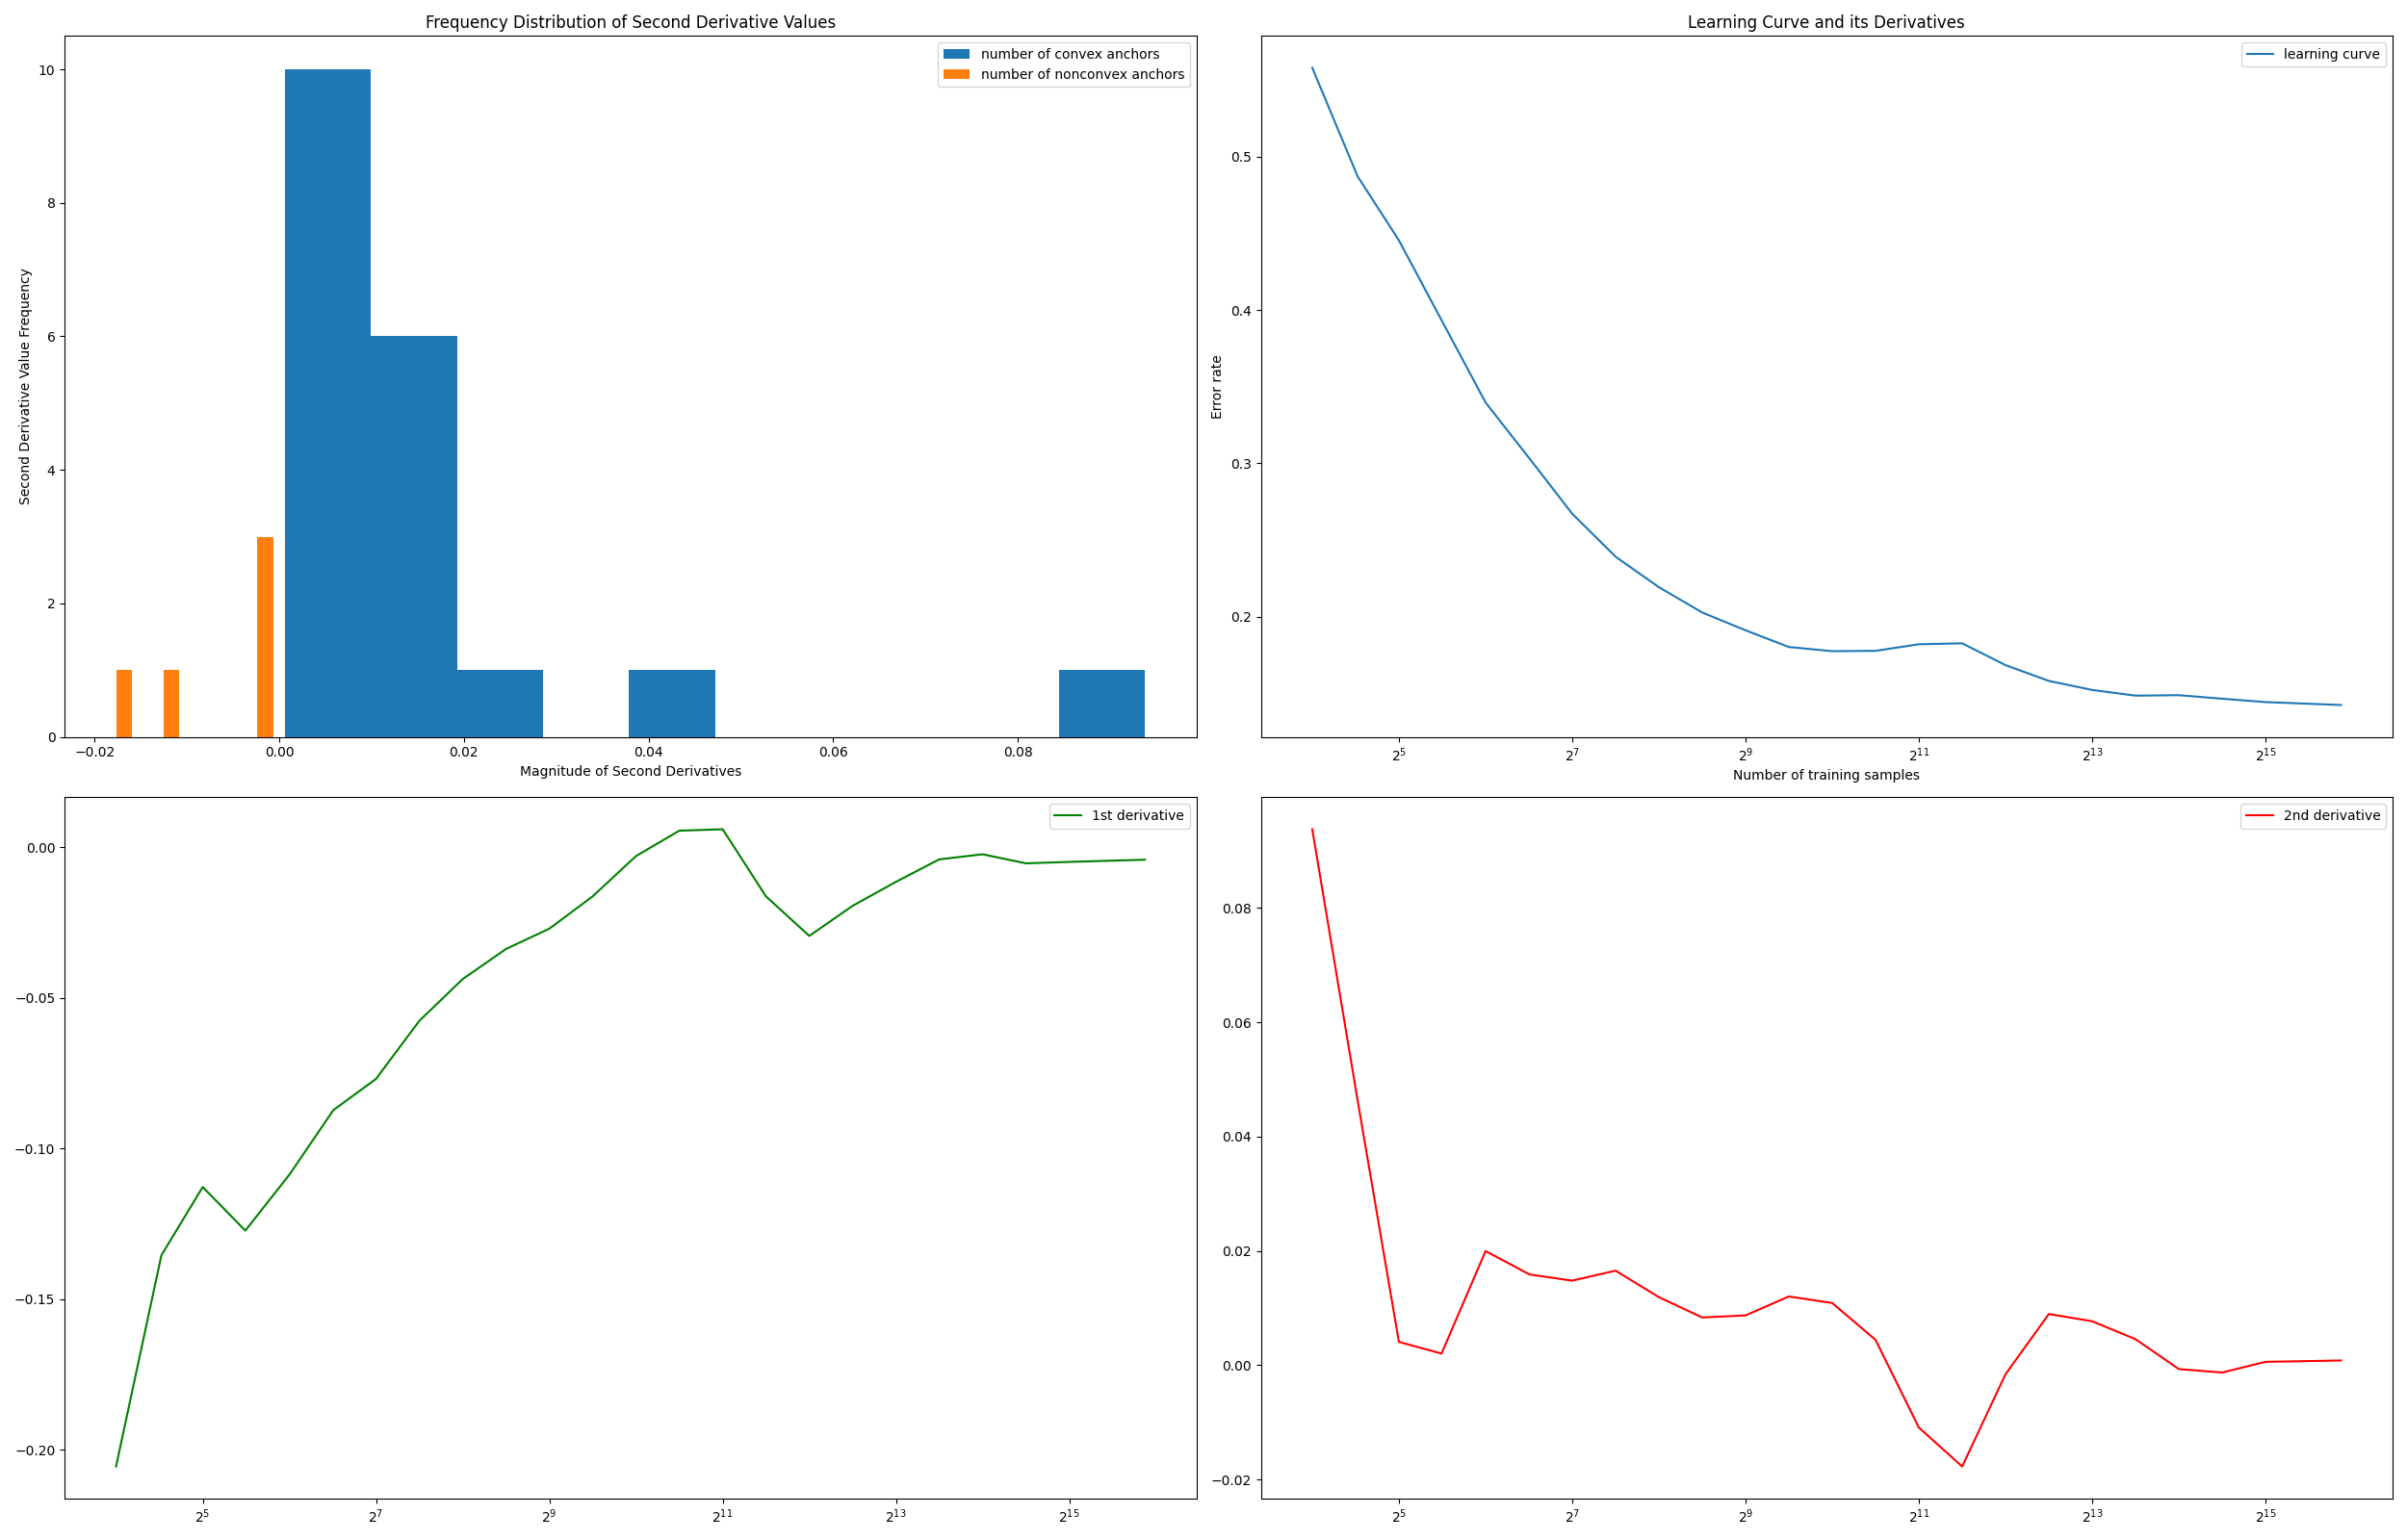 Frequency Distribution of Second Derivative Values
number of convex anchors
number of nonconvex anchors
10
8
6
4
2
0
Second Derivative Value Frequency
−0.02 0.00 0.02 0.04 0.06 0.08
Magnitude of Second Derivatives
Learning Curve and its Derivatives
learning curve
0.5
0.4
0.3
0.2
Error rate
2^5 2^7 2^9 2^11 2^13 2^15
Number of training samples
1st derivative
0.00
−0.05
−0.10
−0.15
−0.20
2^5 2^7 2^9 2^11 2^13 2^15
2nd derivative
0.08
0.06
0.04
0.02
0.00
−0.02
2^5 2^7 2^9 2^11 2^13 2^15